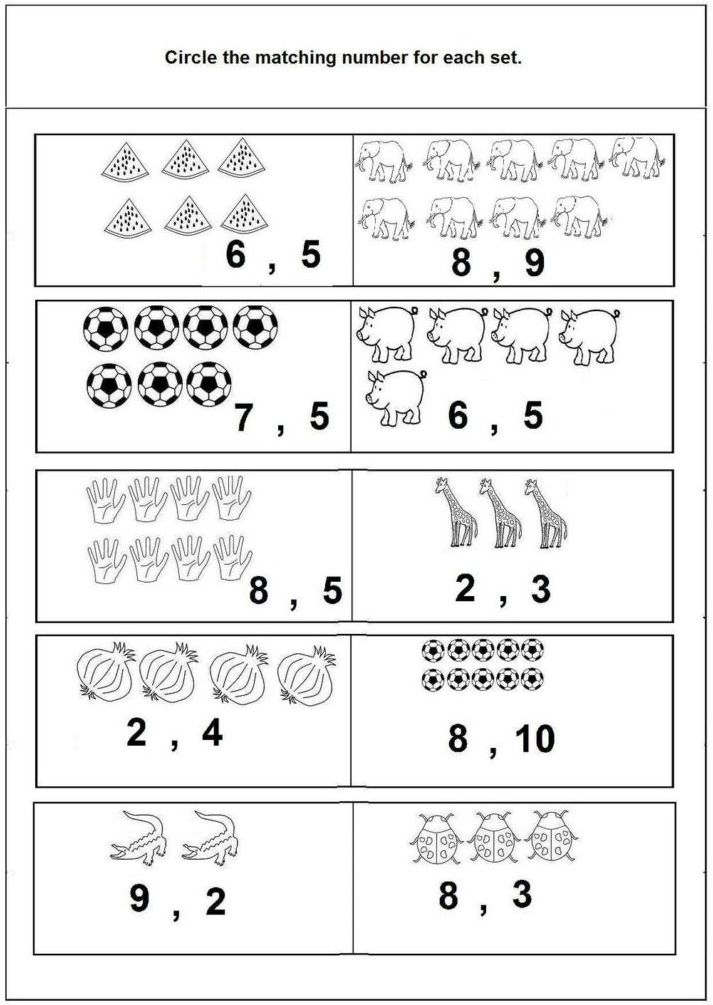 Circle the matching number for each set.
6 , 5
8 , 9
7 , 5
6 , 5
8 , 5
2 , 3
2 , 4
8 , 10
9 , 2
8 , 3